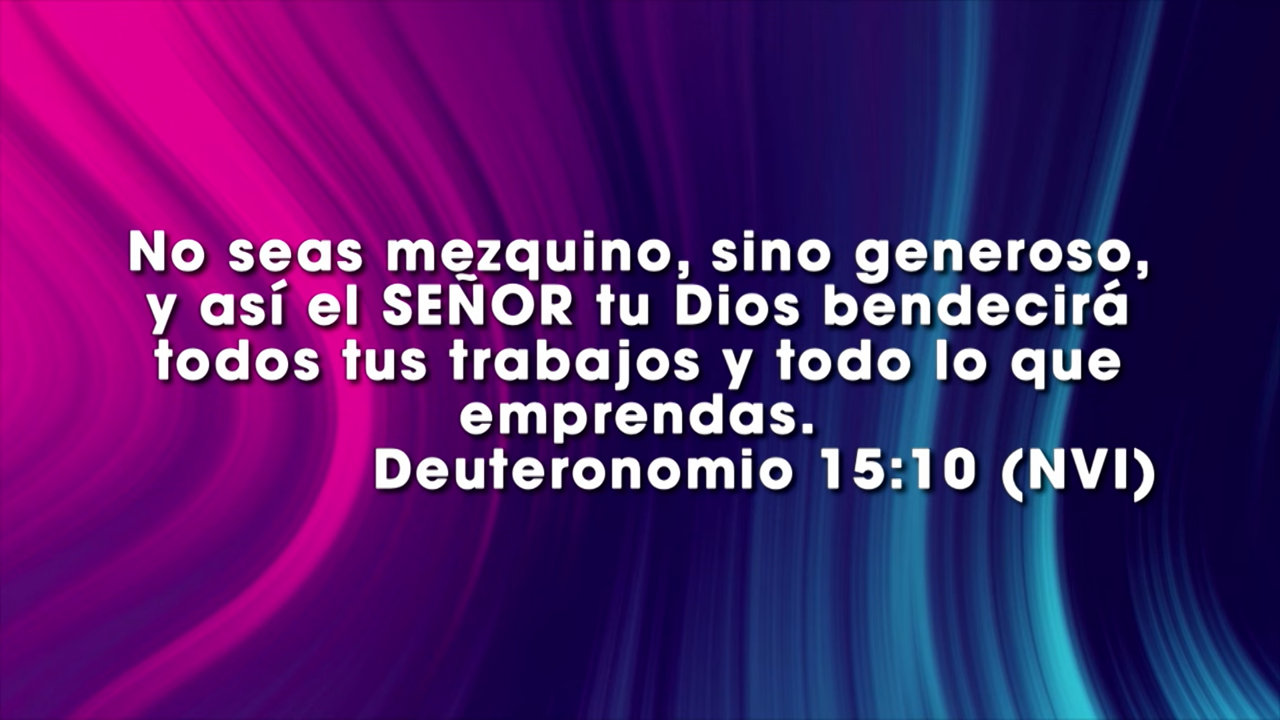 No seas mezquino, sino generoso,
y así el SEÑOR tu Dios bendecirá
todos tus trabajos y todo lo que
emprendas.
Deuteronomio 15:10 (NVI)